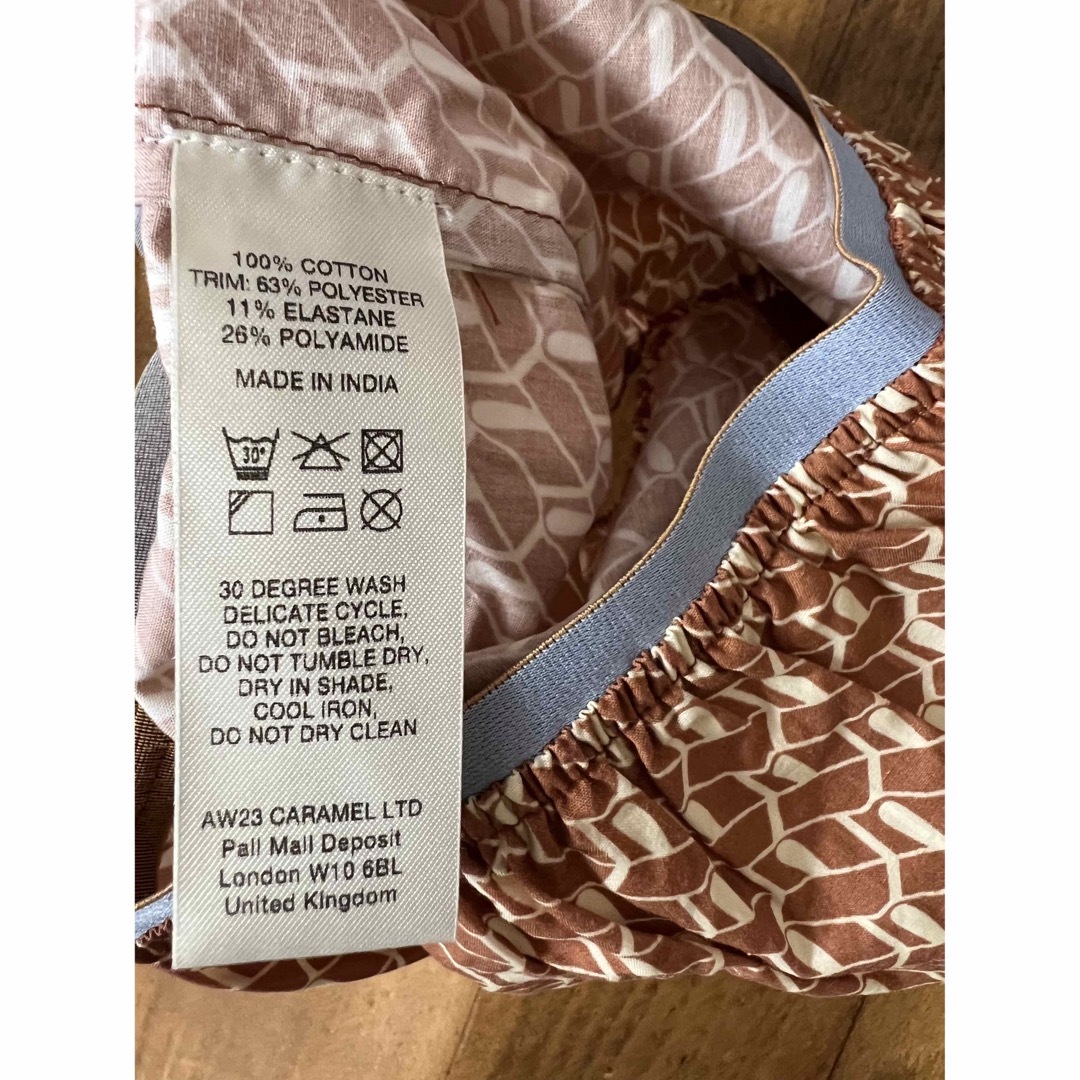 100% COTTON
TRIM: 63% POLYESTER
11% ELASTANE
26% POLYAMIDE
MADE IN INDIA
30°
30 DEGREE WASH
DELICATE CYCLE,
DO NOT BLEACH,
DO NOT TUMBLE DRY,
DRY IN SHADE,
COOL IRON,
DO NOT DRY CLEAN
AW23 CARAMEL LTD
Pall Mall Deposit
London W10 6BL
United Kingdom